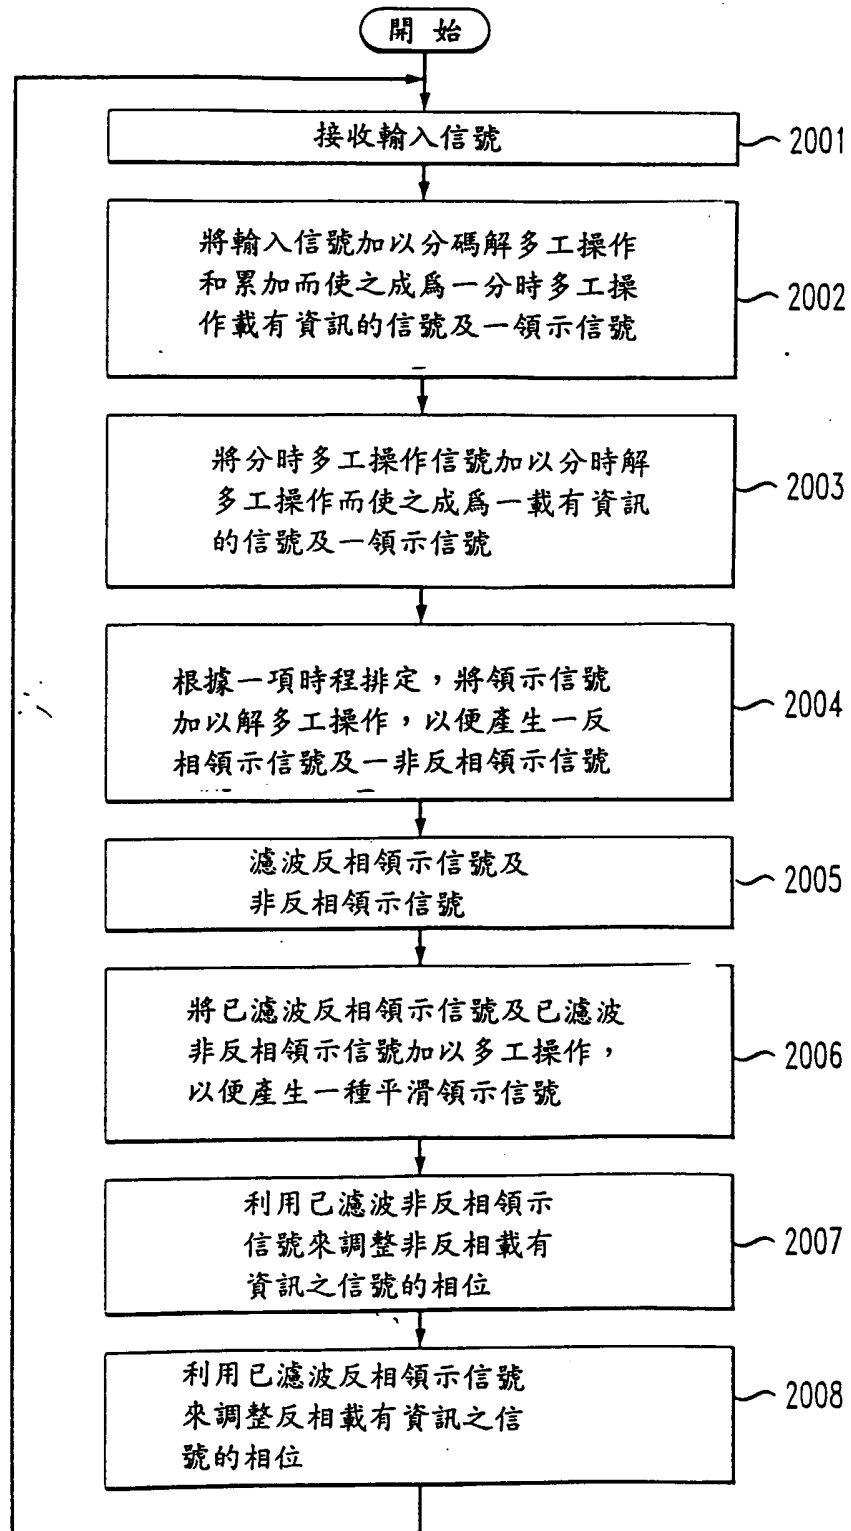 開始
接收輸入信號
2001
將輸入信號加以分碼解多工操作
和累加而使之成爲一分時多工操
作載有資訊的信號及一領示信號
2002
將分時多工操作信號加以分時解
多工操作而使之成爲一載有資訊
的信號及一領示信號
2003
根據一項時程排定,將領示信號
加以解多工操作,以便產生一反
相領示信號及一非反相領示信號
2004
濾波反相領示信號及
非反相領示信號
2005
將已濾波反相領示信號及已濾波
非反相領示信號加以多工操作,
以便產生一種平滑領示信號
2006
利用已濾波非反相領示
信號來調整非反相載有
資訊之信號的相位
2007
利用已濾波反相領示信號
來調整反相載有資訊之信
號的相位
2008